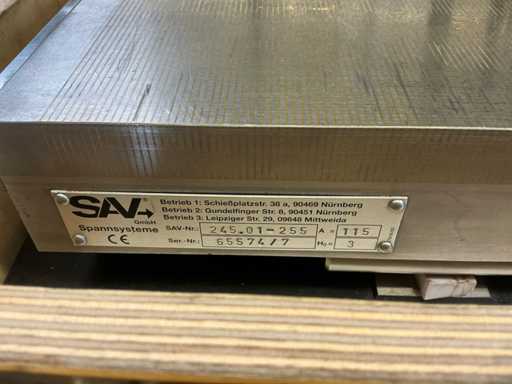 SAV
GmbH
Spannsysteme
CE
Betrieb 1: Schießplatzstr. 38 a, 90469 Nürnberg
Betrieb 2: Gundelfinger Str. 8, 90451 Nürnberg
Betrieb 3: Leipziger Str. 29, 09648 Mittweida
SAV-Nr.: 245.01-255 A = 115
Ser.-Nr.: 65574/7 H₀ = 3